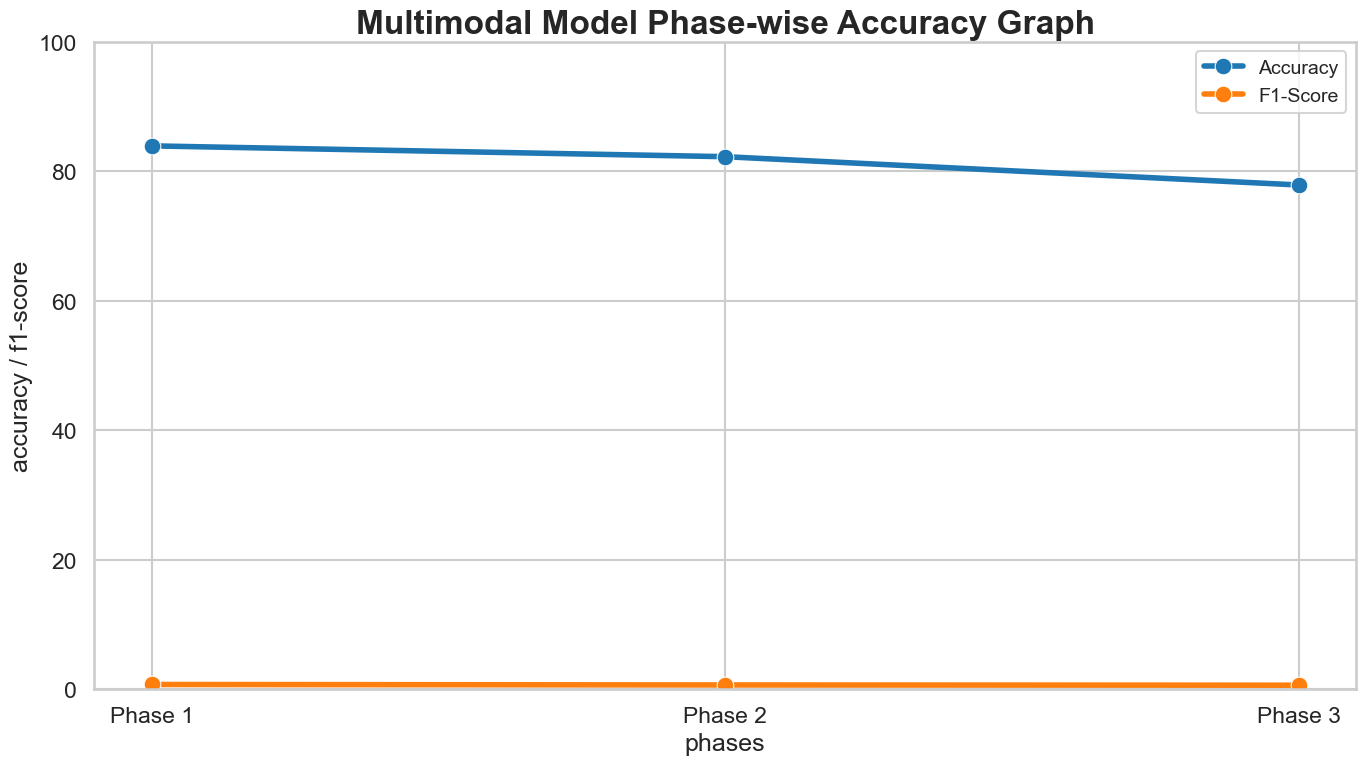 Multimodal Model Phase-wise Accuracy Graph
100
80
60
40
20
0
accuracy / f1-score
Accuracy
F1-Score
Phase 1
Phase 2
Phase 3
phases